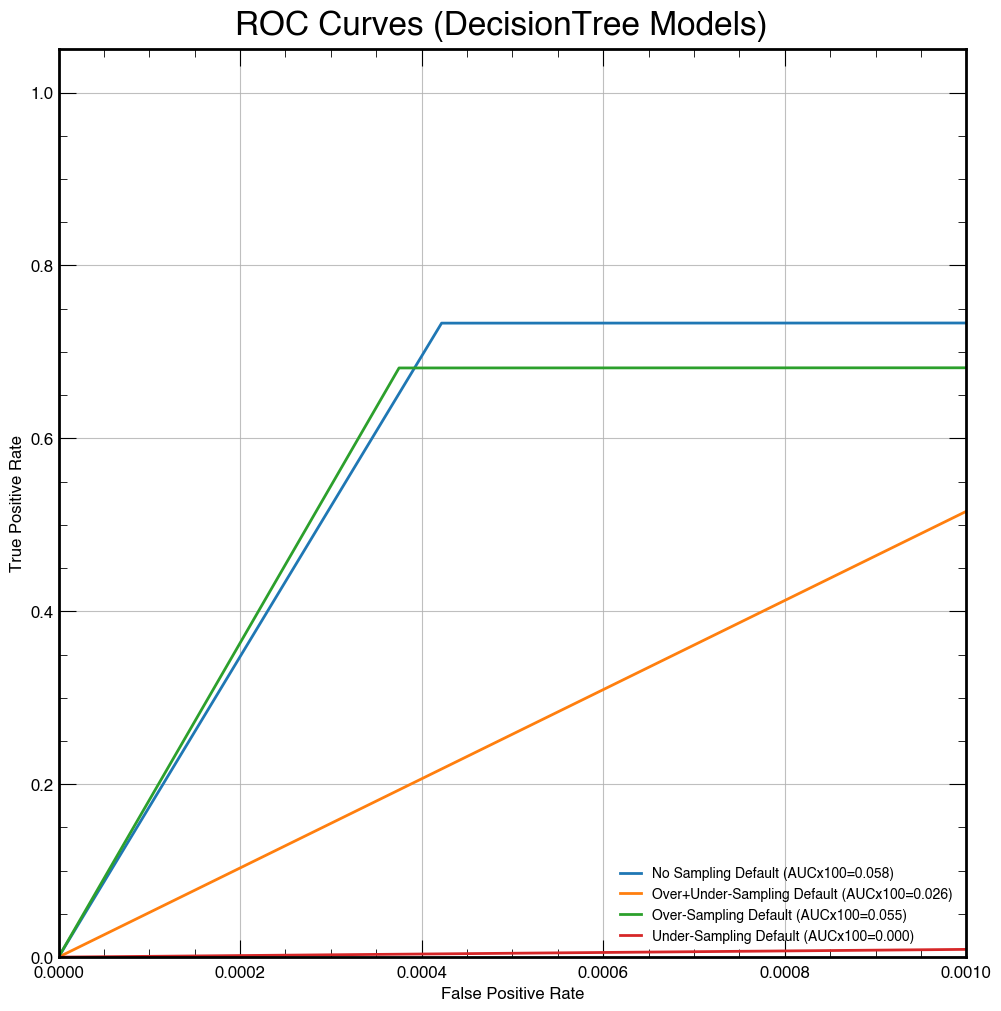 ROC Curves (DecisionTree Models)
1.0
0.8
0.6
0.4
0.2
0.0
True Positive Rate
No Sampling Default (AUCx100=0.058)
Over+Under-Sampling Default (AUCx100=0.026)
Over-Sampling Default (AUCx100=0.055)
Under-Sampling Default (AUCx100=0.000)
0.0000 0.0002 0.0004 0.0006 0.0008 0.0010
False Positive Rate